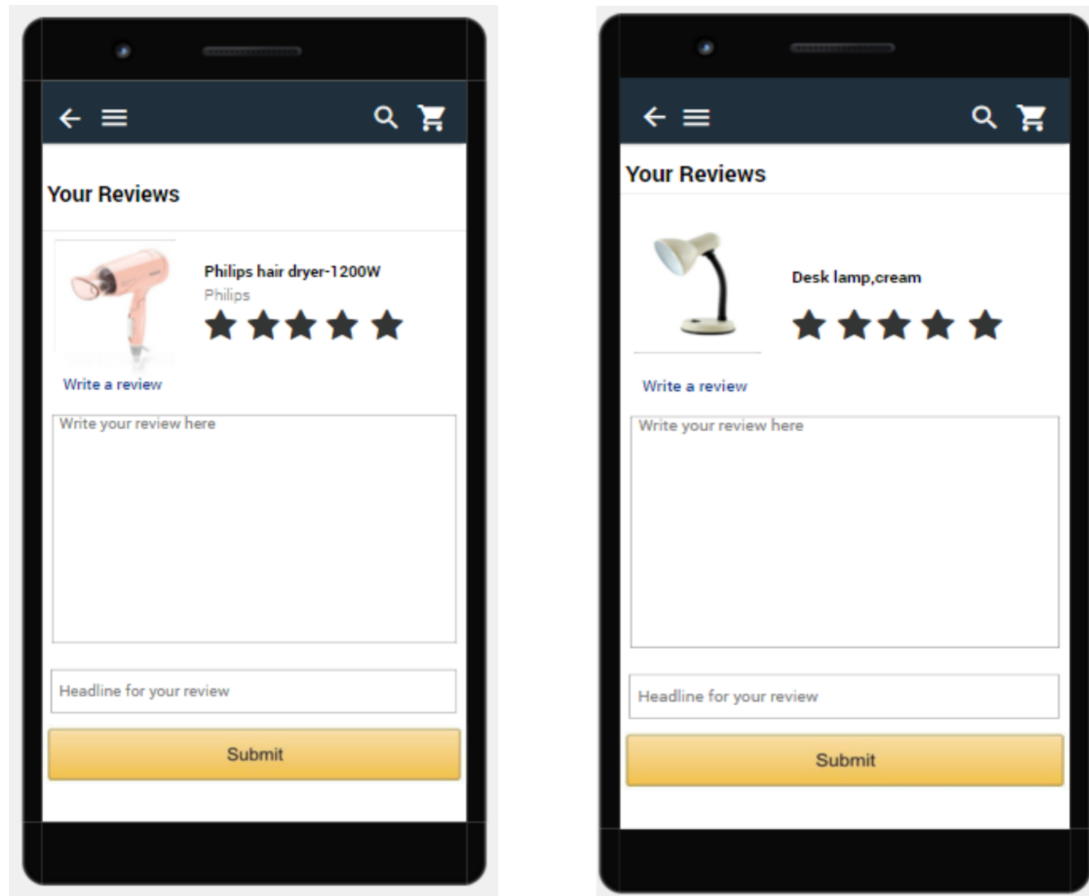 Your Reviews
Philips hair dryer-1200W
Philips
Write a review
Write your review here
Headline for your review
Submit
Your Reviews
Desk lamp,cream
Write a review
Write your review here
Headline for your review
Submit